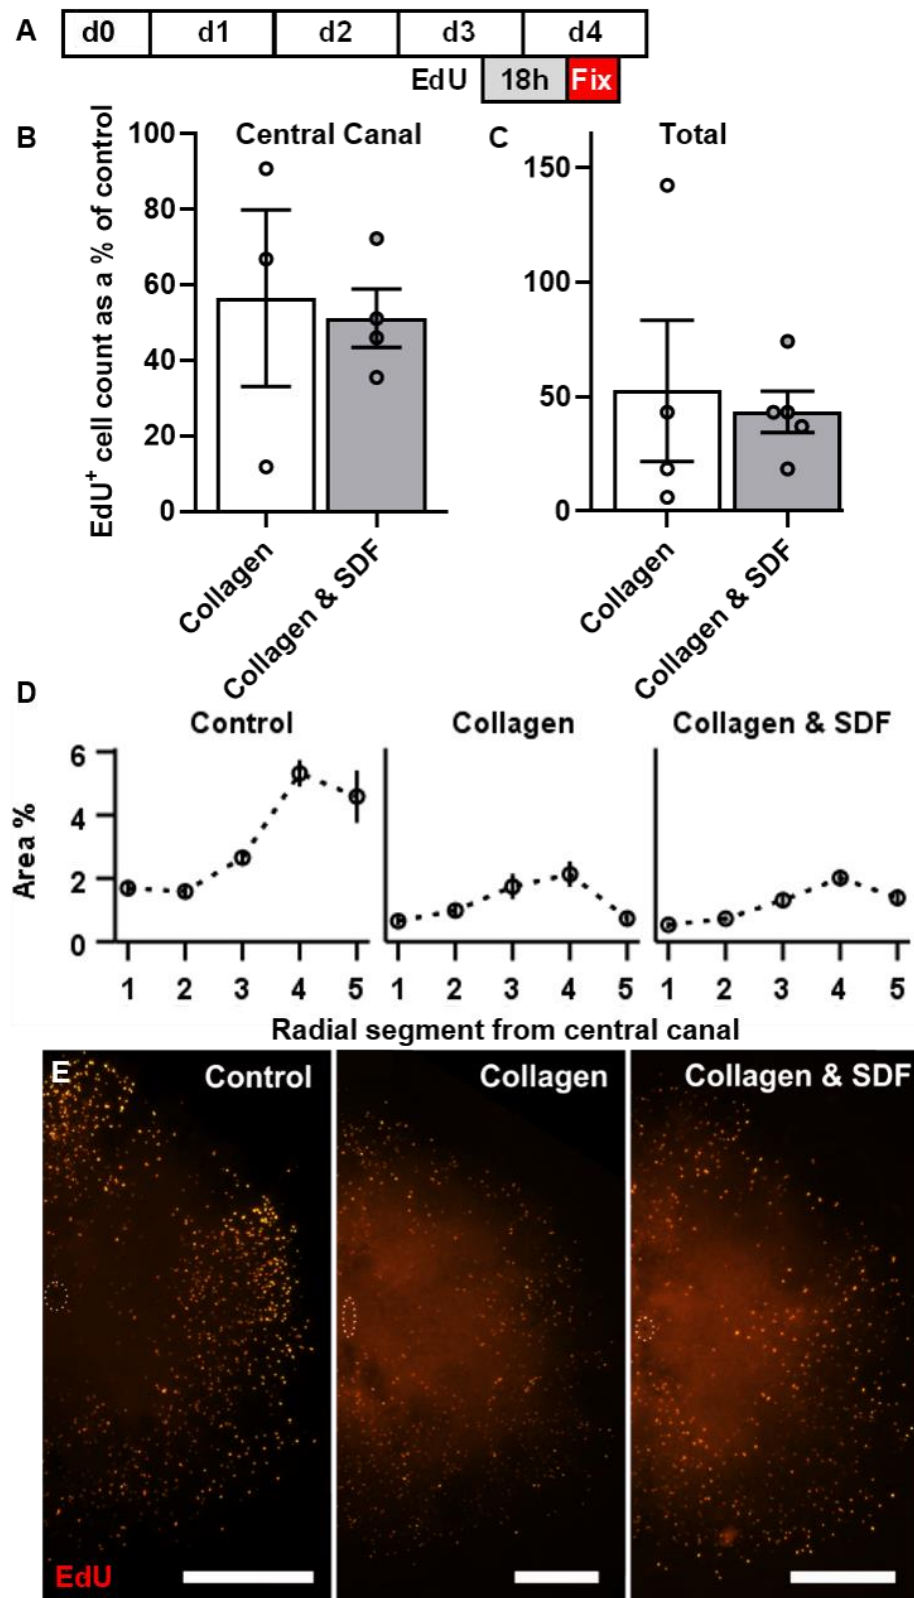 A
d0 d1 d2 d3 d4
EdU 18h Fix
B Central Canal
C Total
EdU+ cell count as a % of control
100
80
60
40
20
0
Collagen
Collagen & SDF
150
100
50
0
Collagen
Collagen & SDF
D
Control Collagen Collagen & SDF
Area %
6
4
2
0
1 2 3 4 5 1 2 3 4 5 1 2 3 4 5
Radial segment from central canal
E Control Collagen Collagen & SDF
EdU